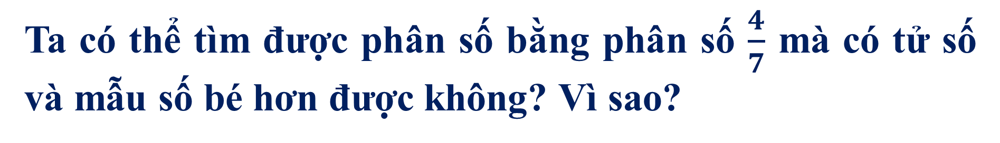 Ta có thể tìm được phân số bằng phân số 4/7 mà có tử số
và mẫu số bé hơn được không? Vì sao?